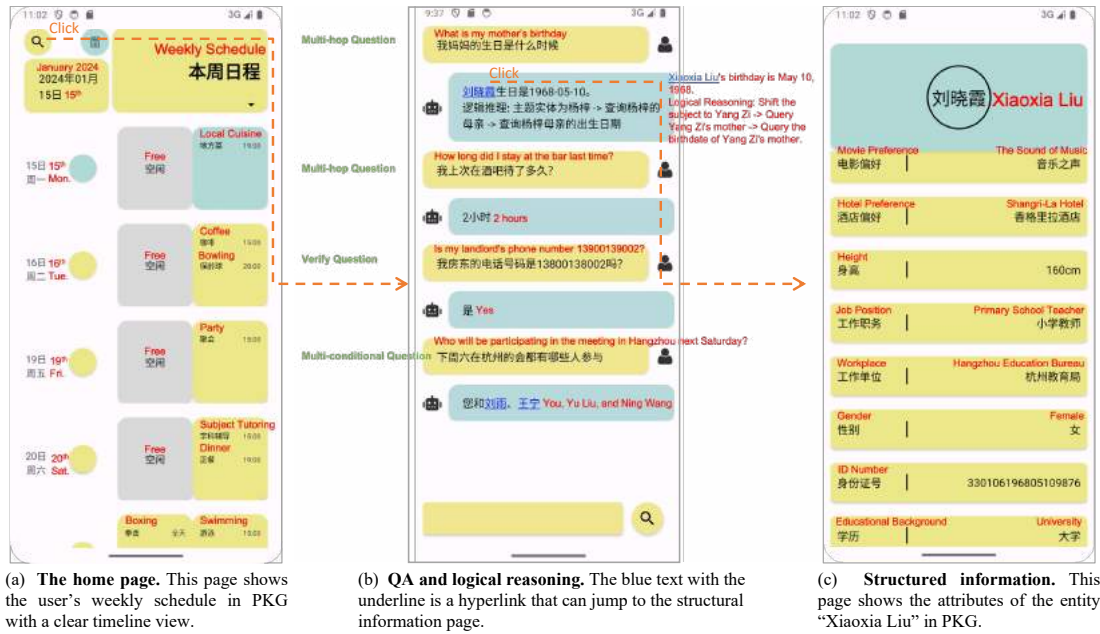 11:02 3G
Click
Weekly Schedule
本周日程
January 2024
2024年01月
15日 15th
Local Cuisine
地方菜 19:00
Free
空闲
15日 15th
周一 Mon.
Coffee
咖啡 15:00
Bowling
保龄球 20:00
Free
空闲
16日 16th
周二 Tue.
Party
聚会 15:00
Free
空闲
19日 19th
周五 Fri.
Subject Tutoring
学科辅导 15:00
Dinner
正餐 19:00
Free
空闲
20日 20th
周六 Sat.
Boxing
拳击 全天
Swimming
游泳 15:00
(a) The home page. This page shows
the user's weekly schedule in PKG
with a clear timeline view.
9:37 3G
Multi-hop Question
What is my mother's birthday
我妈妈的生日是什么时候
Click
刘晓霞生日是1968-05-10。
逻辑推理: 主题实体为杨梓 -> 查询杨梓的
母亲 -> 查询杨梓母亲的出生日期
Xiaoxia Liu's birthday is May 10,
1968.
Logical Reasoning: Shift the
subject to Yang Zi -> Query
Yang Zi's mother -> Query the
birthdate of Yang Zi's mother.
Multi-hop Question
How long did I stay at the bar last time?
我上次在酒吧待了多久?
2小时 2 hours
Verify Question
Is my landlord's phone number 13900139002?
我房东的电话号码是13800138002吗?
是 Yes
Multi-conditional Question
Who will be participating in the meeting in Hangzhou next Saturday?
下周六在杭州的会都有哪些人参与
您和刘雨、王宁 You, Yu Liu, and Ning Wang
(b) QA and logical reasoning. The blue text with the
underline is a hyperlink that can jump to the structural
information page.
11:02 3G
刘晓霞 Xiaoxia Liu
Movie Preference The Sound of Music
电影偏好 音乐之声
Hotel Preference Shangri-La Hotel
酒店偏好 香格里拉酒店
Height
身高 160cm
Job Position Primary School Teacher
工作职务 小学教师
Workplace Hangzhou Education Bureau
工作单位 杭州教育局
Gender Female
性别 女
ID Number
身份证号 330106196805109876
Educational Background University
学历 大学
(c) Structured information. This
page shows the attributes of the entity
“Xiaoxia Liu” in PKG.